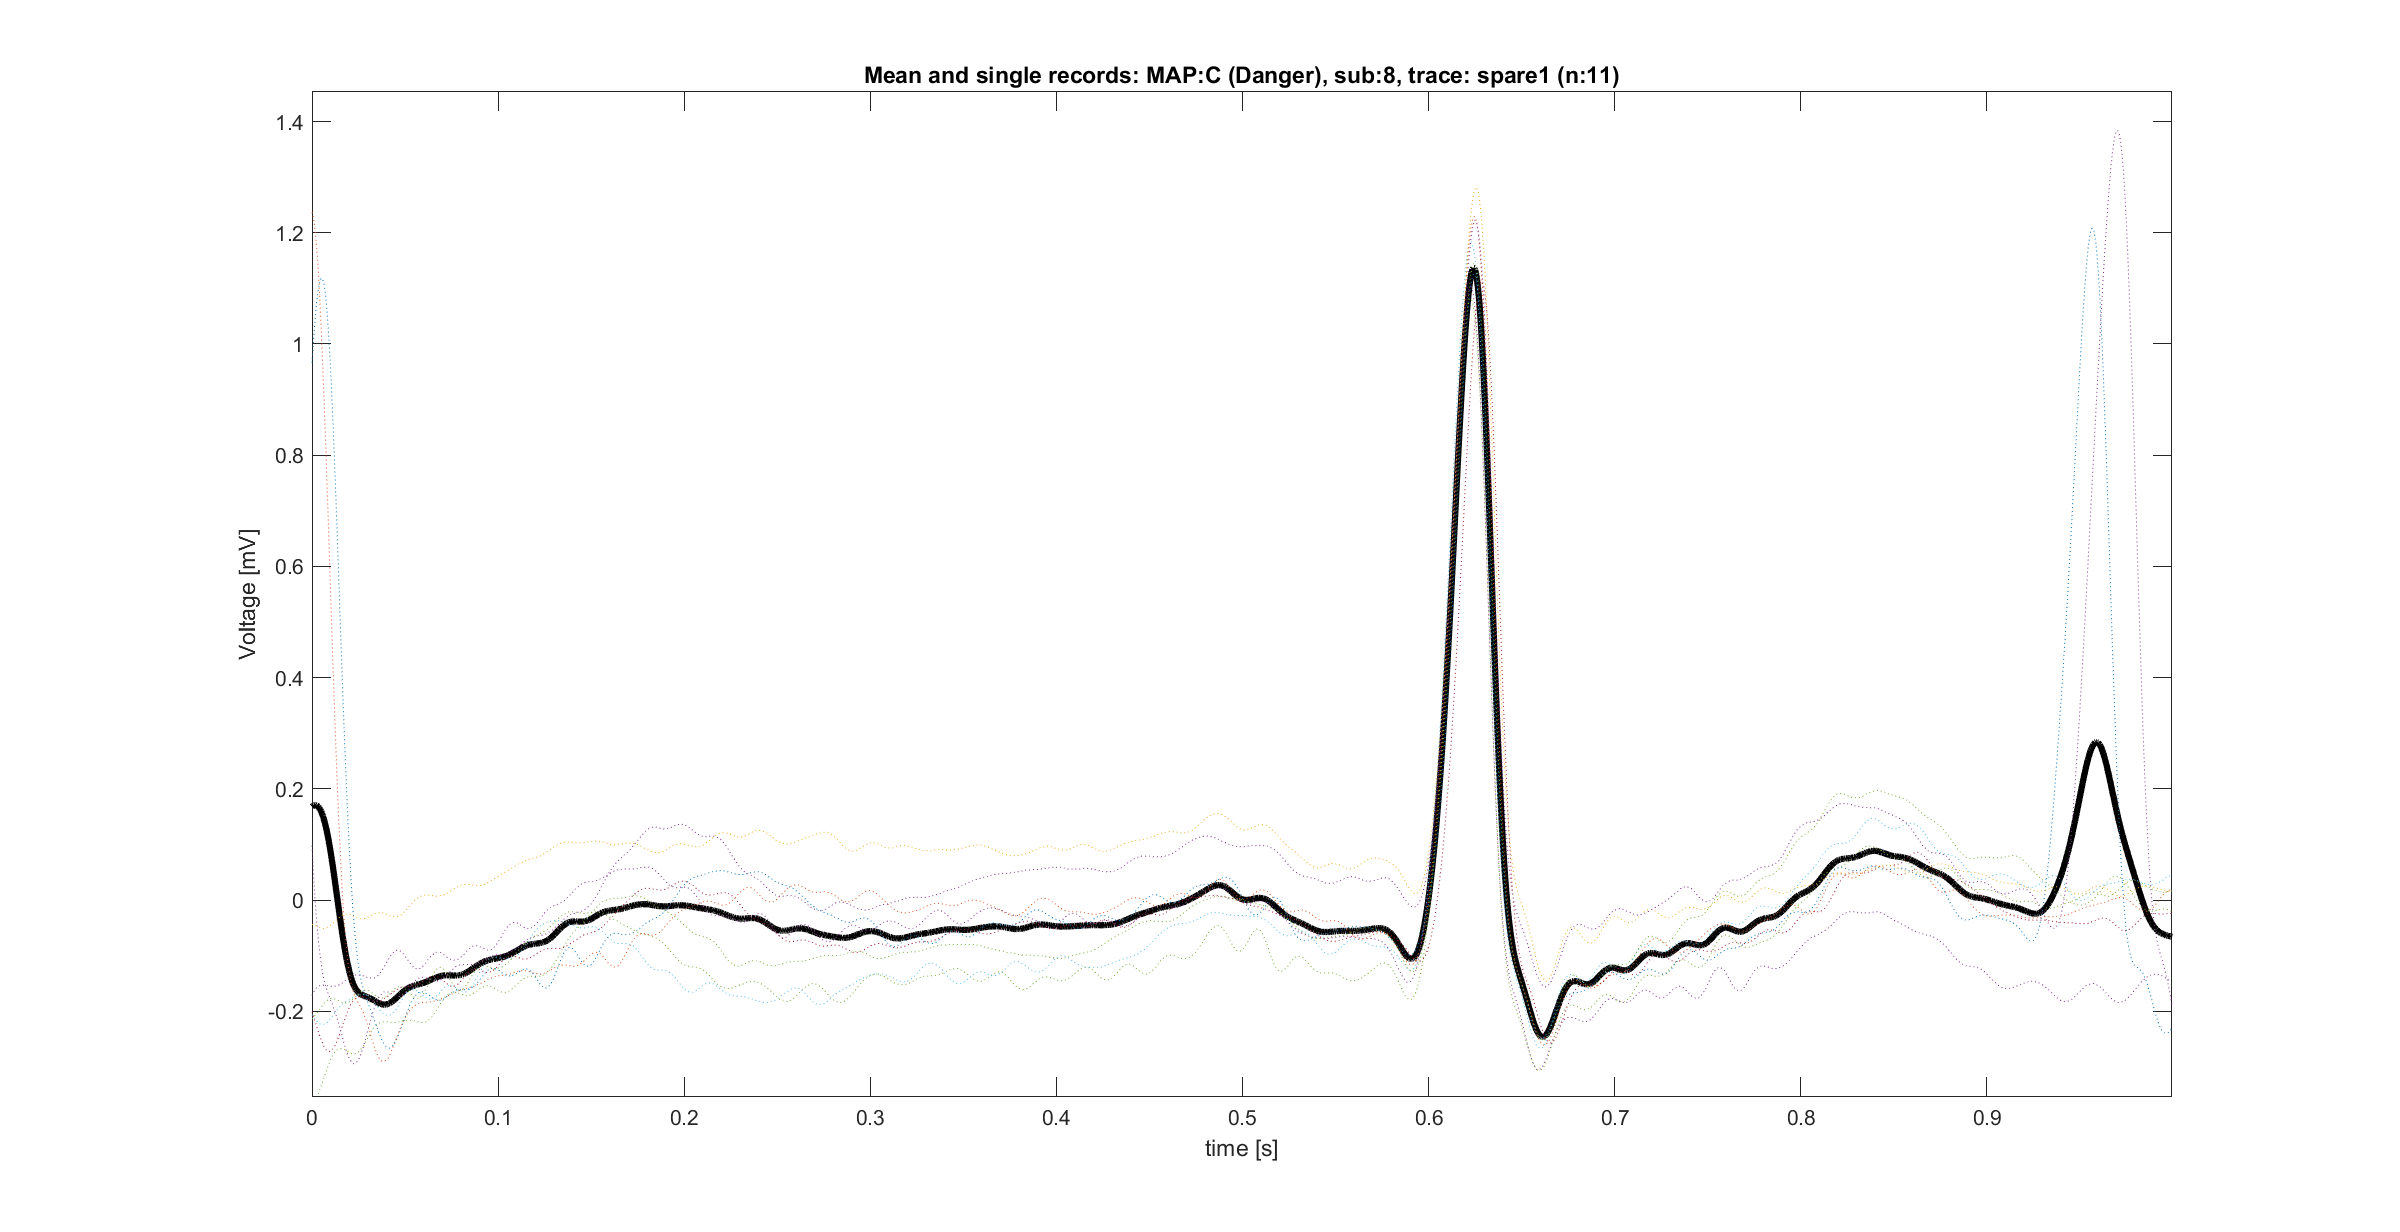 Mean and single records: MAP:C (Danger), sub:8, trace: spare1 (n:11)
1.4
1.2
1
0.8
0.6
0.4
0.2
0
-0.2
Voltage [mV]
0 0.1 0.2 0.3 0.4 0.5 0.6 0.7 0.8 0.9
time [s]